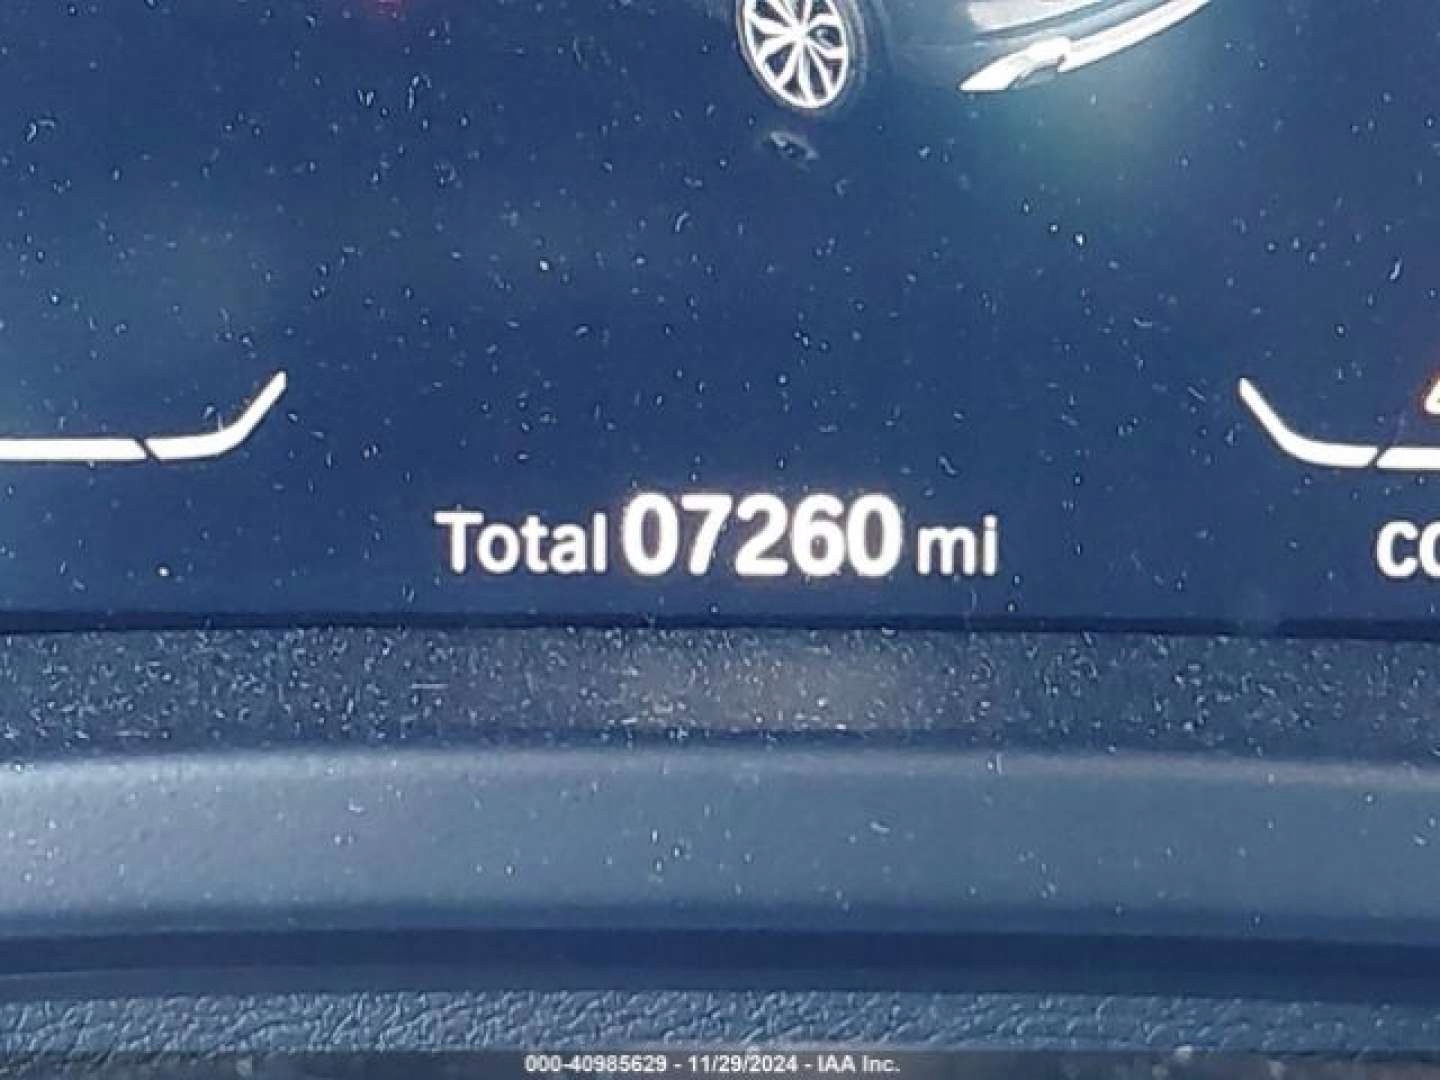 Total 07260 mi
000-40985629 - 11/29/2024 - IAA Inc.